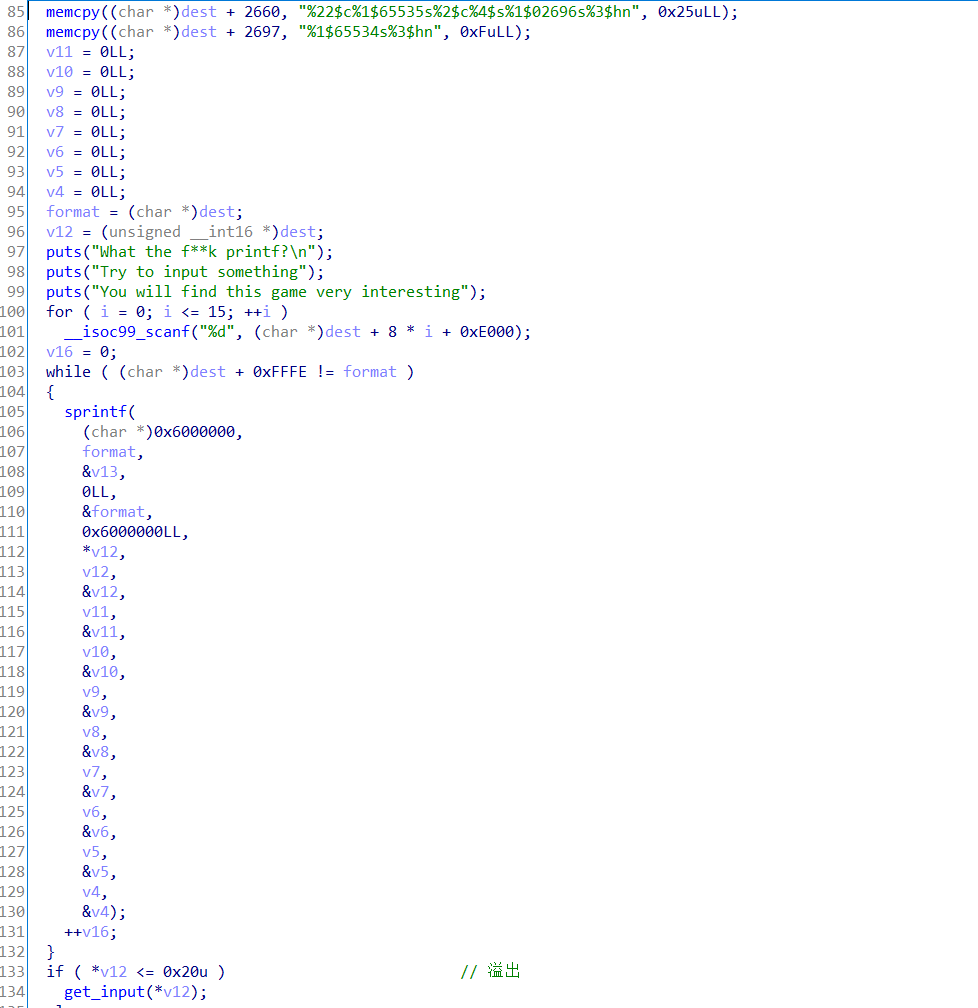 85 memcpy((char *)dest + 2660, "%22$c%1$65535s%2$c%4$s%1$02696s%3$hn", 0x25uLL);
86 memcpy((char *)dest + 2697, "%1$65534s%3$hn", 0xFuLL);
87 v11 = 0LL;
88 v10 = 0LL;
89 v9 = 0LL;
90 v8 = 0LL;
91 v7 = 0LL;
92 v6 = 0LL;
93 v5 = 0LL;
94 v4 = 0LL;
95 format = (char *)dest;
96 v12 = (unsigned __int16 *)dest;
97 puts("What the f**k printf?\n");
98 puts("Try to input something");
99 puts("You will find this game very interesting");
100 for ( i = 0; i <= 15; ++i )
101 __isoc99_scanf("%d", (char *)dest + 8 * i + 0xE000);
102 v16 = 0;
103 while ( (char *)dest + 0xFFFE != format )
104 {
105 sprintf(
106 (char *)0x6000000,
107 format,
108 &v13,
109 0LL,
110 &format,
111 0x6000000LL,
112 *v12,
113 v12,
114 &v12,
115 v11,
116 &v11,
117 v10,
118 &v10,
119 v9,
120 &v9,
121 v8,
122 &v8,
123 v7,
124 &v7,
125 v6,
126 &v6,
127 v5,
128 &v5,
129 v4,
130 &v4);
131 ++v16;
132 }
133 if ( *v12 <= 0x20u ) // 溢出
134 get_input(*v12);